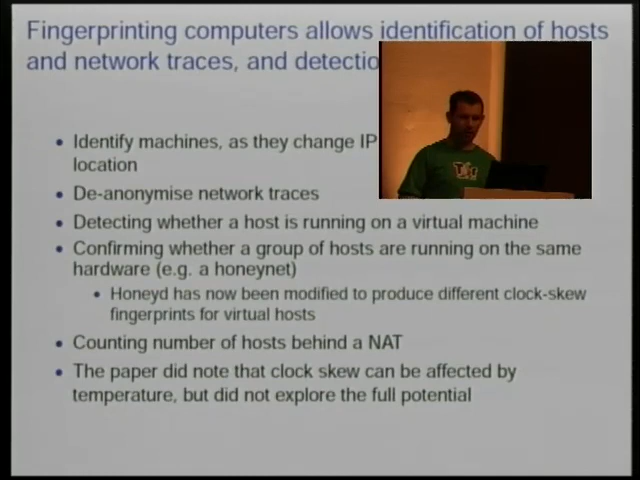 Fingerprinting computers allows identification of hosts
and network traces, and detectio
Identify machines, as they change IP
location
De-anonymise network traces
Detecting whether a host is running on a virtual machine
Confirming whether a group of hosts are running on the same
hardware (e.g. a honeynet)
Honeyd has now been modified to produce different clock-skew
fingerprints for virtual hosts
Counting number of hosts behind a NAT
The paper did note that clock skew can be affected by
temperature, but did not explore the full potential